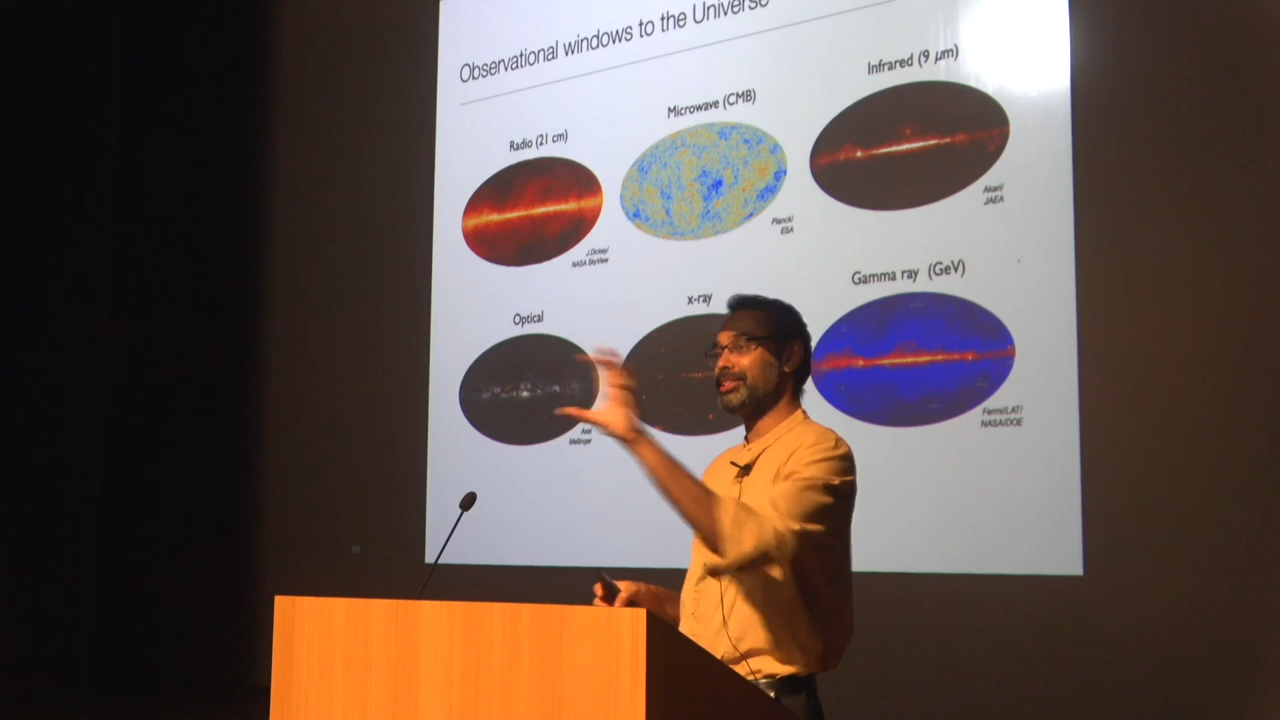 Observational windows to the Universe
Radio (21 cm)
Microwave (CMB)
Infrared (9 µm)
J.Dickey/
NASA SkyView
Planck/
ESA
Akari/
JAEA
Optical
x-ray
Gamma ray (GeV)
Axel
Mellinger
Fermi/LAT/
NASA/DOE